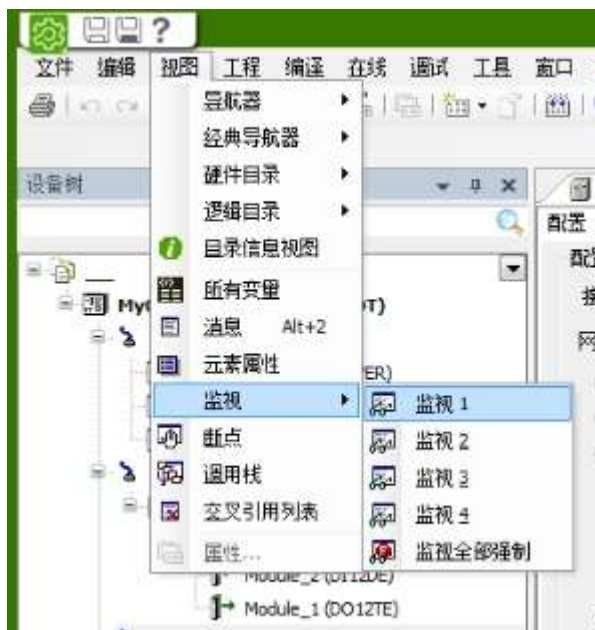 文件 编辑 视图 工程 编译 在线 调试 工具 窗口
导航器
经典导航器
硬件目录
逻辑目录
目录信息视图
所有变量
消息 Alt+2
元素属性
监视
断点
调用栈
交叉引用列表
属性...
监视 1
监视 2
监视 3
监视 4
监视全部强制
设备树
配置
Module_2 (DI12DE)
Module_1 (DO12TE)